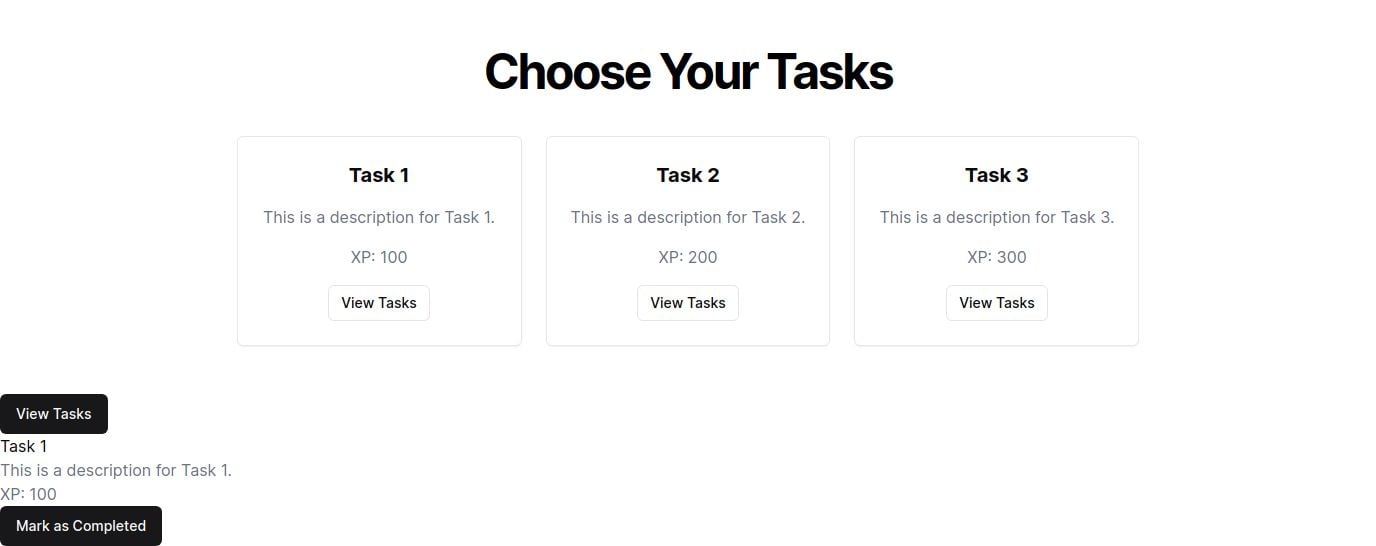 Choose Your Tasks
Task 1
This is a description for Task 1.
XP: 100
View Tasks
Task 2
This is a description for Task 2.
XP: 200
View Tasks
Task 3
This is a description for Task 3.
XP: 300
View Tasks
View Tasks
Task 1
This is a description for Task 1.
XP: 100
Mark as Completed